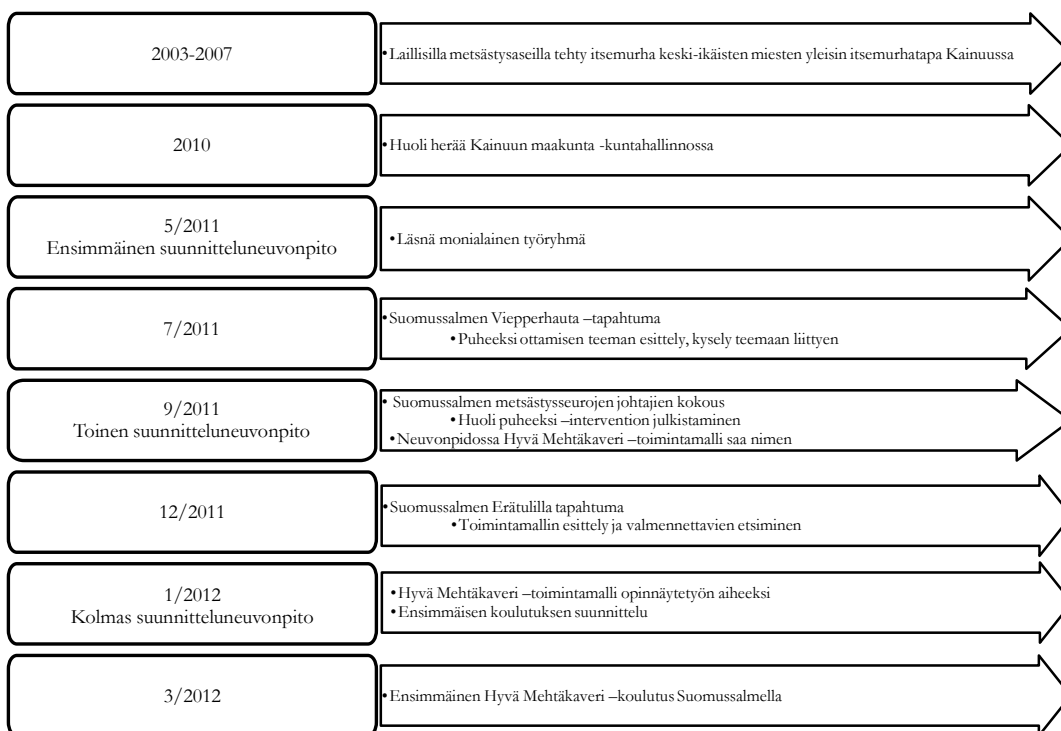 2003-2007
•Laillisilla metsästysaseilla tehty itsemurha keski-ikäisten miesten yleisin itsemurhatapa Kainuussa
2010
•Huoli herää Kainuun maakunta -kuntahallinnossa
5/2011
Ensimmäinen suunnitteluneuvonpito
•Läsnä monialainen työryhmä
7/2011
•Suomussalmen Viepperhauta –tapahtuma
•Puheeksi ottamisen teeman esittely, kysely teemaan liittyen
9/2011
Toinen suunnitteluneuvonpito
• Suomussalmen metsästysseurojen johtajien kokous
•Huoli puheeksi –intervention julkistaminen
•Neuvonpidossa Hyvä Mehtäkaveri –toimintamalli saa nimen
12/2011
•Suomussalmen Erätulilla tapahtuma
•Toimintamallin esittely ja valmennettavien etsiminen
1/2012
Kolmas suunnitteluneuvonpito
•Hyvä Mehtäkaveri –toimintamalli opinnäytetyön aiheeksi
•Ensimmäisen koulutuksen suunnittelu
3/2012
•Ensimmäinen Hyvä Mehtäkaveri –koulutus Suomussalmella